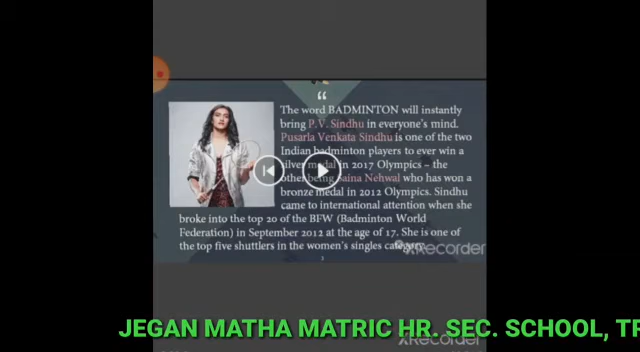 “
The word BADMINTON will instantly
bring P.V. Sindhu in everyone's mind.
Pusarla Venkata Sindhu is one of the two
Indian badminton players to ever win a
silver medal in 2017 Olympics – the
other being Saina Nehwal who has won a
bronze medal in 2012 Olympics. Sindhu
came to international attention when she
broke into the top 20 of the BFW (Badminton World
Federation) in September 2012 at the age of 17. She is one of
the top five shuttlers in the women's singles category.
XRecorder
3
JEGAN MATHA MATRIC HR. SEC. SCHOOL, TR
XRecorder